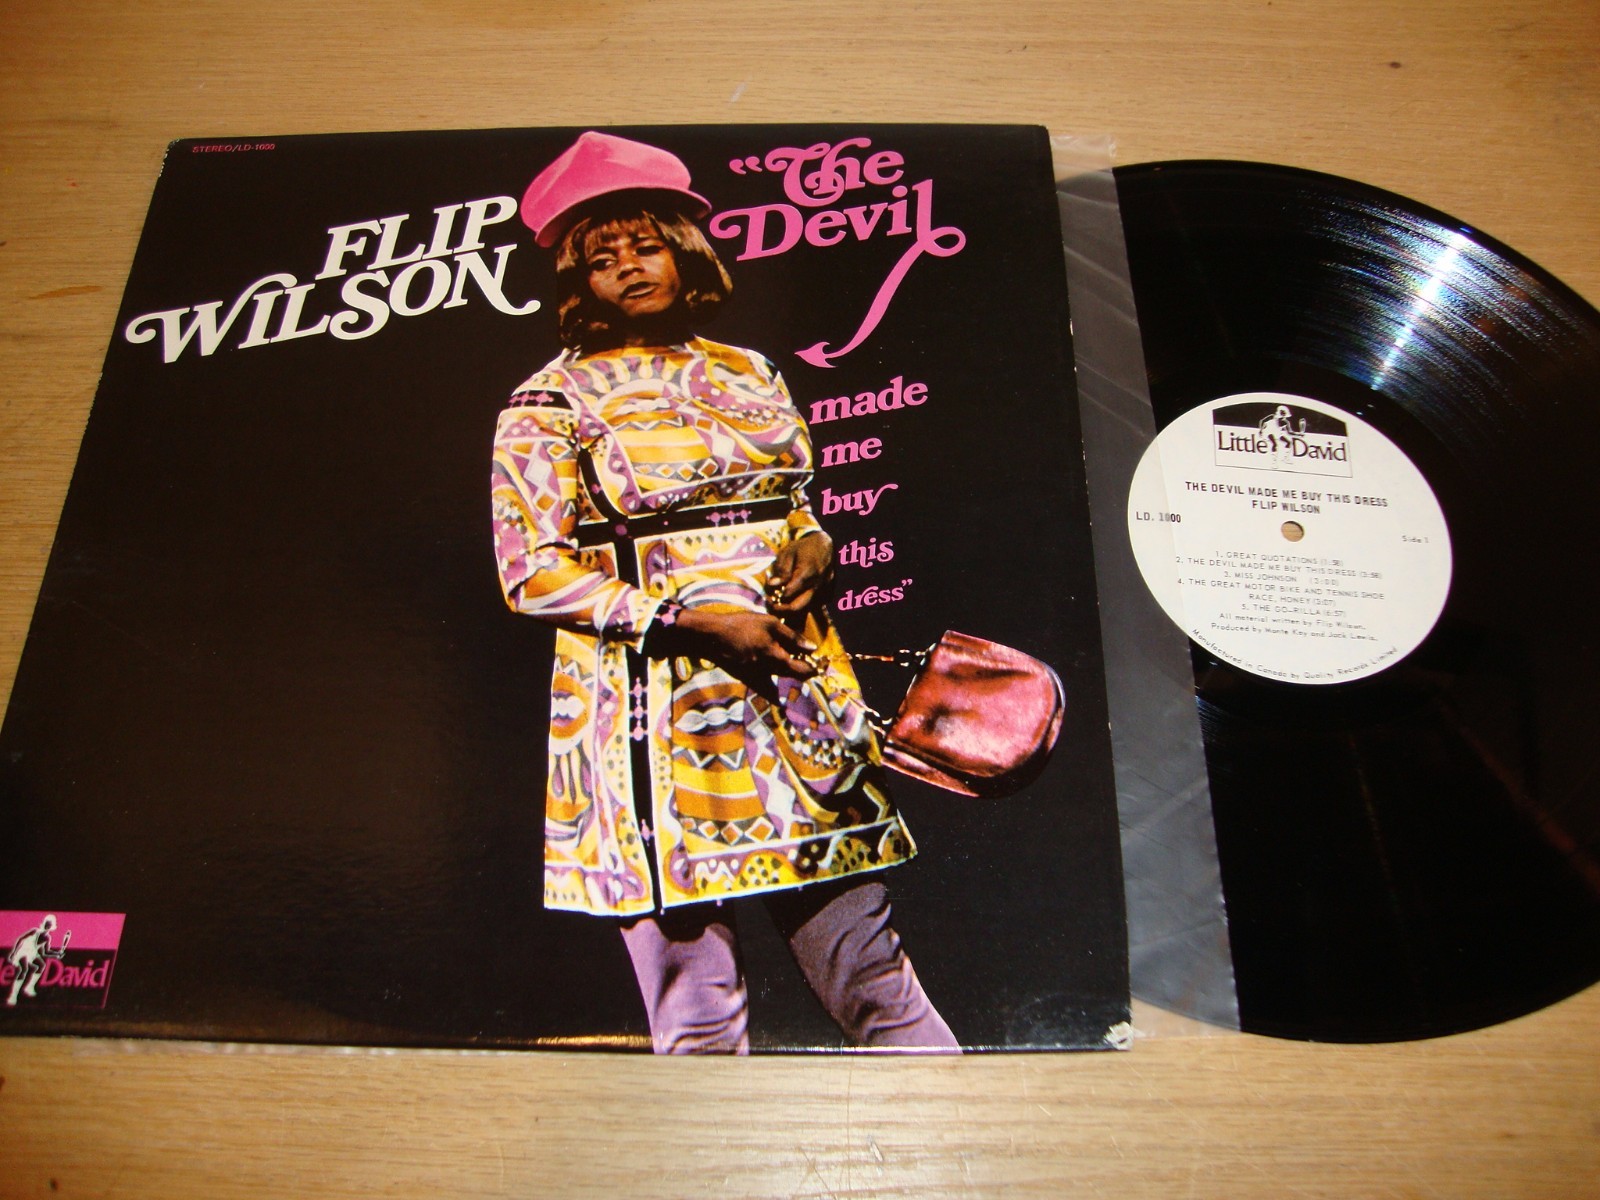 STEREO/LD-1000
FLIP
WILSON
"The
Devil
made
me
buy
this
dress"
le David
Little David
THE DEVIL MADE ME BUY THIS DRESS
FLIP WILSON
LD. 1000
Side 1
1. GREAT QUOTATIONS (1:38)
2. THE DEVIL MADE ME BUY THIS DRESS (3:58)
3. MISS JOHNSON (3:00)
4. THE GREAT MOTOR BIKE AND TENNIS SHOE
RACE, HONEY (3:07)
5. THE GO-RILLA (6:57)
All material written by Flip Wilson.
Produced by Monte Kay and Jack Lewis.
Manufactured in Canada by Quality Records Limited